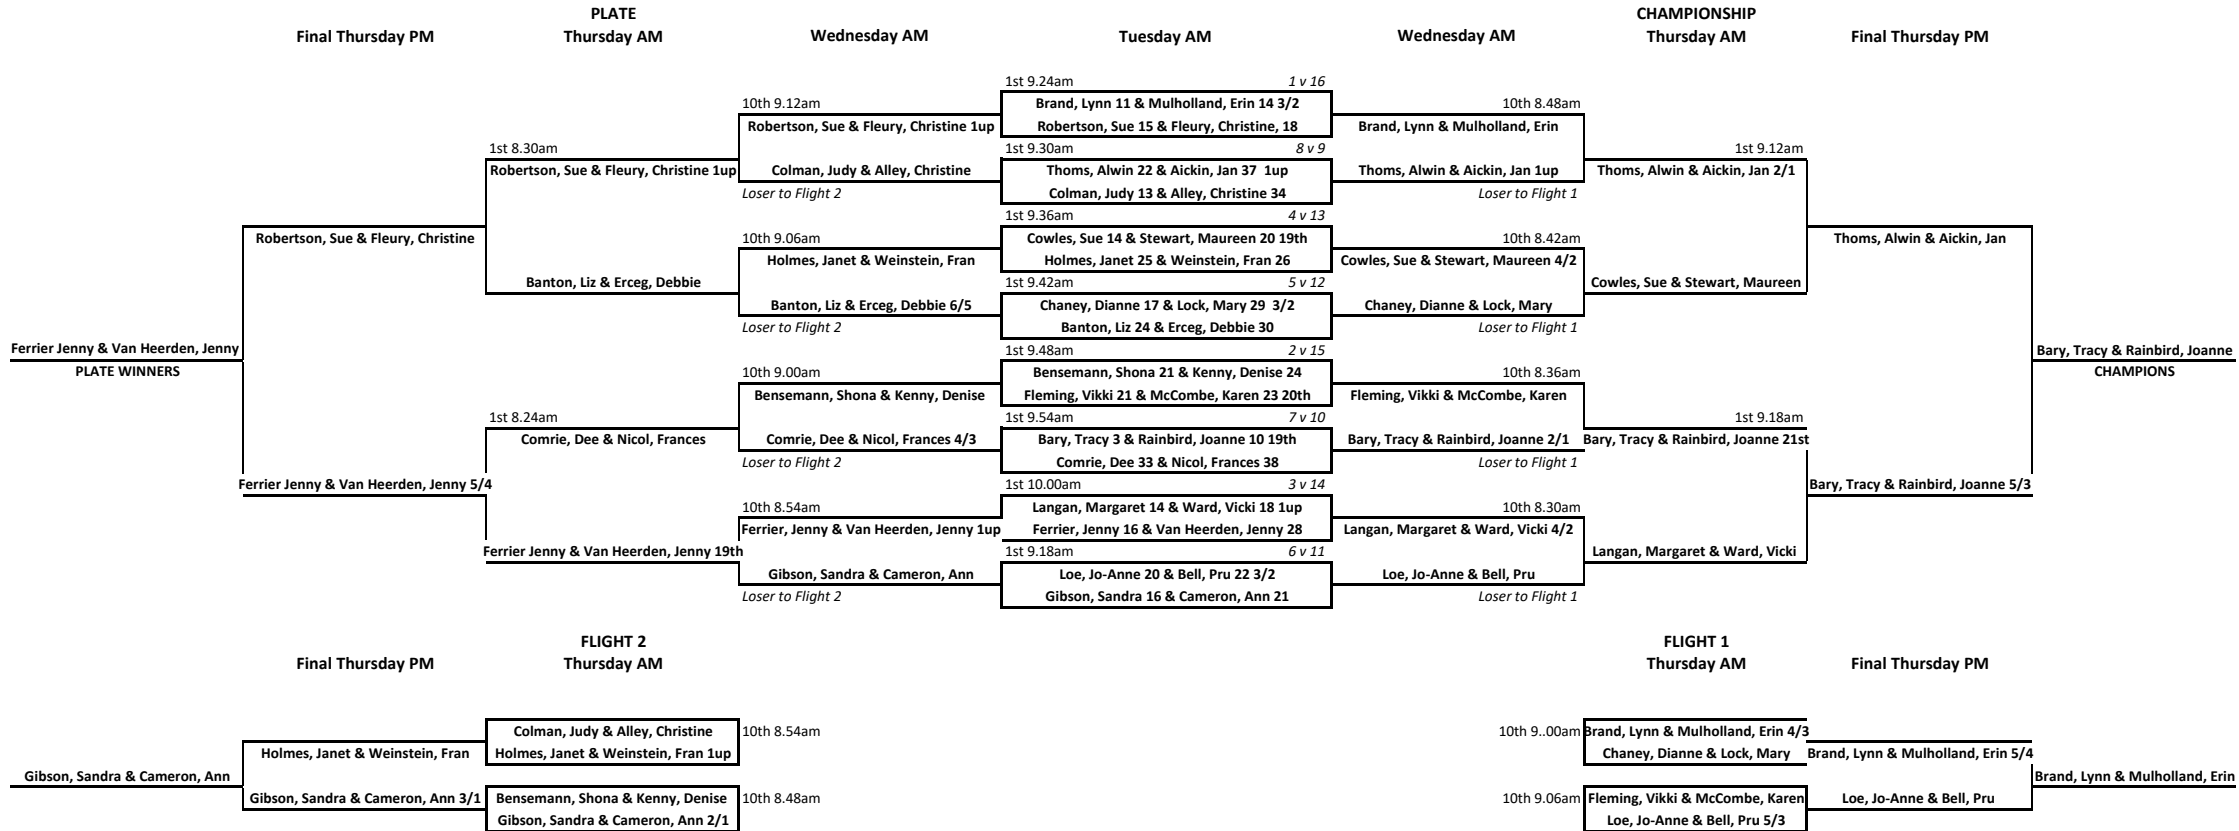 PLATE CHAMPIONSHIP
Final Thursday PM Thursday AM Wednesday AM Tuesday AM Wednesday AM Thursday AM Final Thursday PM
1st 9.24am 1 v 16
10th 9.12am Brand, Lynn 11 & Mulholland, Erin 14 3/2 10th 8.48am
Robertson, Sue & Fleury, Christine 1up Robertson, Sue 15 & Fleury, Christine, 18 Brand, Lynn & Mulholland, Erin
1st 8.30am 1st 9.30am 8 v 9 1st 9.12am
Robertson, Sue & Fleury, Christine 1up Colman, Judy & Alley, Christine Thoms, Alwin 22 & Aickin, Jan 37 1up Thoms, Alwin & Aickin, Jan 1up Thoms, Alwin & Aickin, Jan 2/1
Loser to Flight 2 Colman, Judy 13 & Alley, Christine 34 Loser to Flight 1
1st 9.36am 4 v 13
Robertson, Sue & Fleury, Christine 10th 9.06am Cowles, Sue 14 & Stewart, Maureen 20 19th 10th 8.42am Thoms, Alwin & Aickin, Jan
Holmes, Janet & Weinstein, Fran Holmes, Janet 25 & Weinstein, Fran 26 Cowles, Sue & Stewart, Maureen 4/2
Banton, Liz & Erceg, Debbie 1st 9.42am 5 v 12 Cowles, Sue & Stewart, Maureen
Banton, Liz & Erceg, Debbie 6/5 Chaney, Dianne 17 & Lock, Mary 29 3/2 Chaney, Dianne & Lock, Mary
Loser to Flight 2 Banton, Liz 24 & Erceg, Debbie 30 Loser to Flight 1
Ferrier Jenny & Van Heerden, Jenny 1st 9.48am 2 v 15 Bary, Tracy & Rainbird, Joanne
PLATE WINNERS 10th 9.00am Bensemann, Shona 21 & Kenny, Denise 24 10th 8.36am CHAMPIONS
Bensemann, Shona & Kenny, Denise Fleming, Vikki 21 & McCombe, Karen 23 20th Fleming, Vikki & McCombe, Karen
1st 8.24am 1st 9.54am 7 v 10 1st 9.18am
Comrie, Dee & Nicol, Frances Comrie, Dee & Nicol, Frances 4/3 Bary, Tracy 3 & Rainbird, Joanne 10 19th Bary, Tracy & Rainbird, Joanne 2/1 Bary, Tracy & Rainbird, Joanne 21st
Loser to Flight 2 Comrie, Dee 33 & Nicol, Frances 38 Loser to Flight 1
Ferrier Jenny & Van Heerden, Jenny 5/4 1st 10.00am 3 v 14 Bary, Tracy & Rainbird, Joanne 5/3
10th 8.54am Langan, Margaret 14 & Ward, Vicki 18 1up 10th 8.30am
Ferrier, Jenny & Van Heerden, Jenny 1up Ferrier, Jenny 16 & Van Heerden, Jenny 28 Langan, Margaret & Ward, Vicki 4/2
Ferrier Jenny & Van Heerden, Jenny 19th 1st 9.18am 6 v 11 Langan, Margaret & Ward, Vicki
Gibson, Sandra & Cameron, Ann Loe, Jo-Anne 20 & Bell, Pru 22 3/2 Loe, Jo-Anne & Bell, Pru
Loser to Flight 2 Gibson, Sandra 16 & Cameron, Ann 21 Loser to Flight 1
FLIGHT 2 FLIGHT 1
Final Thursday PM Thursday AM Thursday AM Final Thursday PM
Colman, Judy & Alley, Christine 10th 8.54am 10th 9..00am Brand, Lynn & Mulholland, Erin 4/3
Holmes, Janet & Weinstein, Fran Holmes, Janet & Weinstein, Fran 1up Chaney, Dianne & Lock, Mary Brand, Lynn & Mulholland, Erin 5/4
Gibson, Sandra & Cameron, Ann Brand, Lynn & Mulholland, Erin
Gibson, Sandra & Cameron, Ann 3/1 Bensemann, Shona & Kenny, Denise 10th 8.48am 10th 9.06am Fleming, Vikki & McCombe, Karen Loe, Jo-Anne & Bell, Pru
Gibson, Sandra & Cameron, Ann 2/1 Loe, Jo-Anne & Bell, Pru 5/3